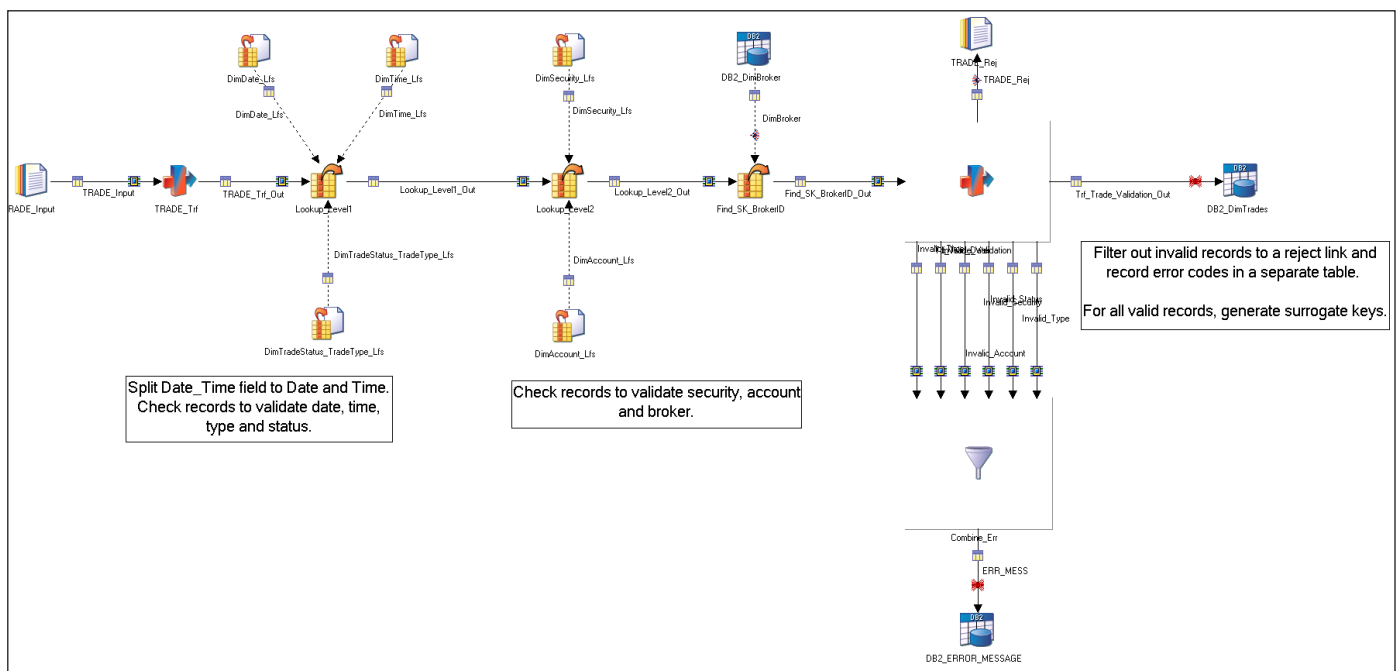 TRADE_Rej
TRADE_Rej
DimDate_Lfs
DimTime_Lfs
DimSecurity_Lfs
DB2
DB2_DimBroker
DimDate_Lfs
DimTime_Lfs
DimSecurity_Lfs
DimBroker
RADE_Input
TRADE_Input
TRADE_Trf
TRADE_Trf_Out
Lookup_Level1
Lookup_Level1_Out
Lookup_Level2
Lookup_Level2_Out
Find_SK_BrokerID
Find_SK_BrokerID_Out
Trf_Trade_Validation_Out
DB2
DB2_DimTrades
DimTradeStatus_TradeType_Lfs
DimTradeStatus_TradeType_Lfs
DimAccount_Lfs
DimAccount_Lfs
Invalid_Status
Invalid_Security
Invalid_Type
Invalid_Account
Filter out invalid records to a reject link and
record error codes in a separate table.
For all valid records, generate surrogate keys.
Split Date_Time field to Date and Time.
Check records to validate date, time,
type and status.
Check records to validate security, account
and broker.
Combine_Err
ERR_MESS
DB2
DB2_ERROR_MESSAGE